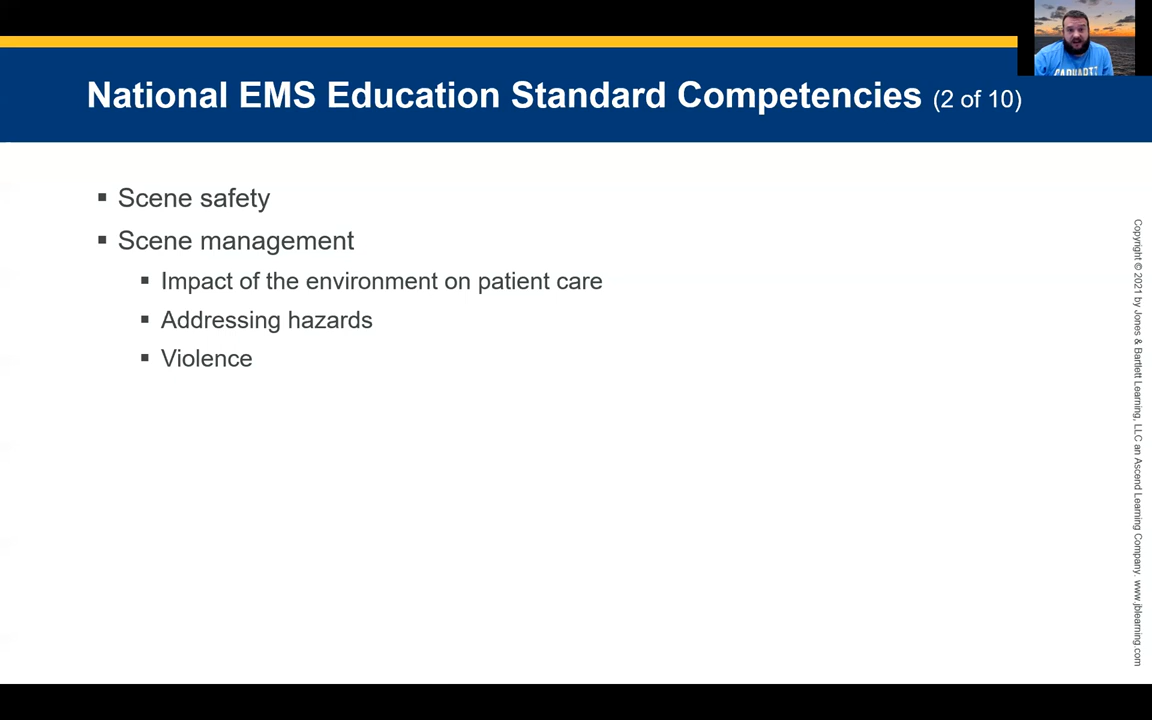 National EMS Education Standard Competencies (2 of 10)
CARHARTT
Scene safety
Scene management
Impact of the environment on patient care
Addressing hazards
Violence
Copyright © 2021 by Jones & Bartlett Learning, LLC an Ascend Learning Company. www.jblearning.com